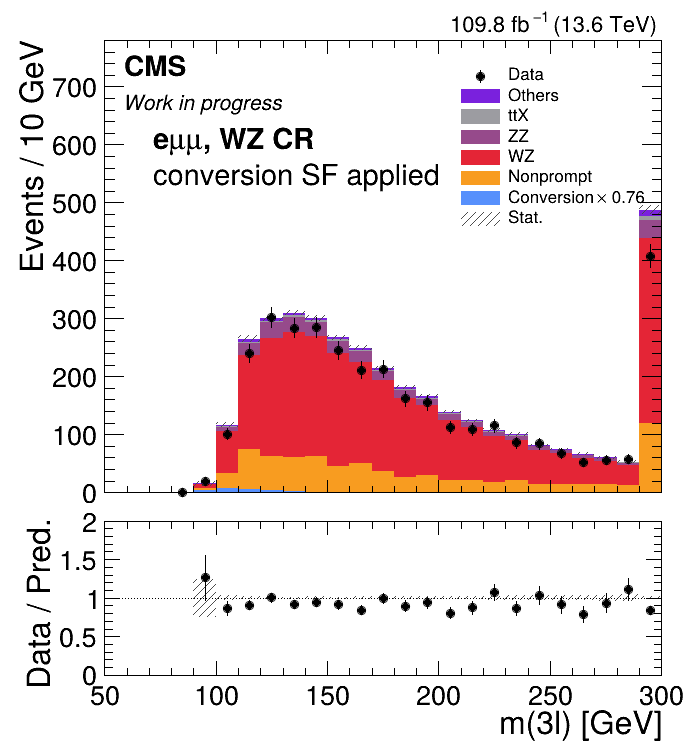 109.8 fb⁻¹ (13.6 TeV)
CMS
Work in progress
eμμ, WZ CR
conversion SF applied
Data
Others
ttX
ZZ
WZ
Nonprompt
Conversion × 0.76
Stat.
Events / 10 GeV
700
600
500
400
300
200
100
0
Data / Pred.
2
1.5
1
0.5
0
50 100 150 200 250 300
m(3l) [GeV]